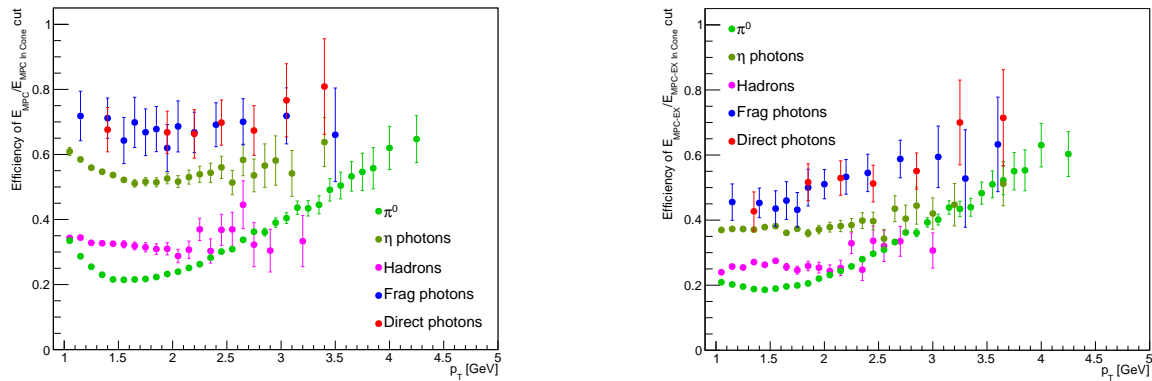 Efficiency of E_MPC/E_MPC In Cone cut
1
0.8
0.6
0.4
0.2
0
π⁰
η photons
Hadrons
Frag photons
Direct photons
1 1.5 2 2.5 3 3.5 4 4.5 5
p_T [GeV]
Efficiency of E_MPC-EX/E_MPC-EX In Cone cut
1
0.8
0.6
0.4
0.2
0
π⁰
η photons
Hadrons
Frag photons
Direct photons
1 1.5 2 2.5 3 3.5 4 4.5 5
p_T [GeV]